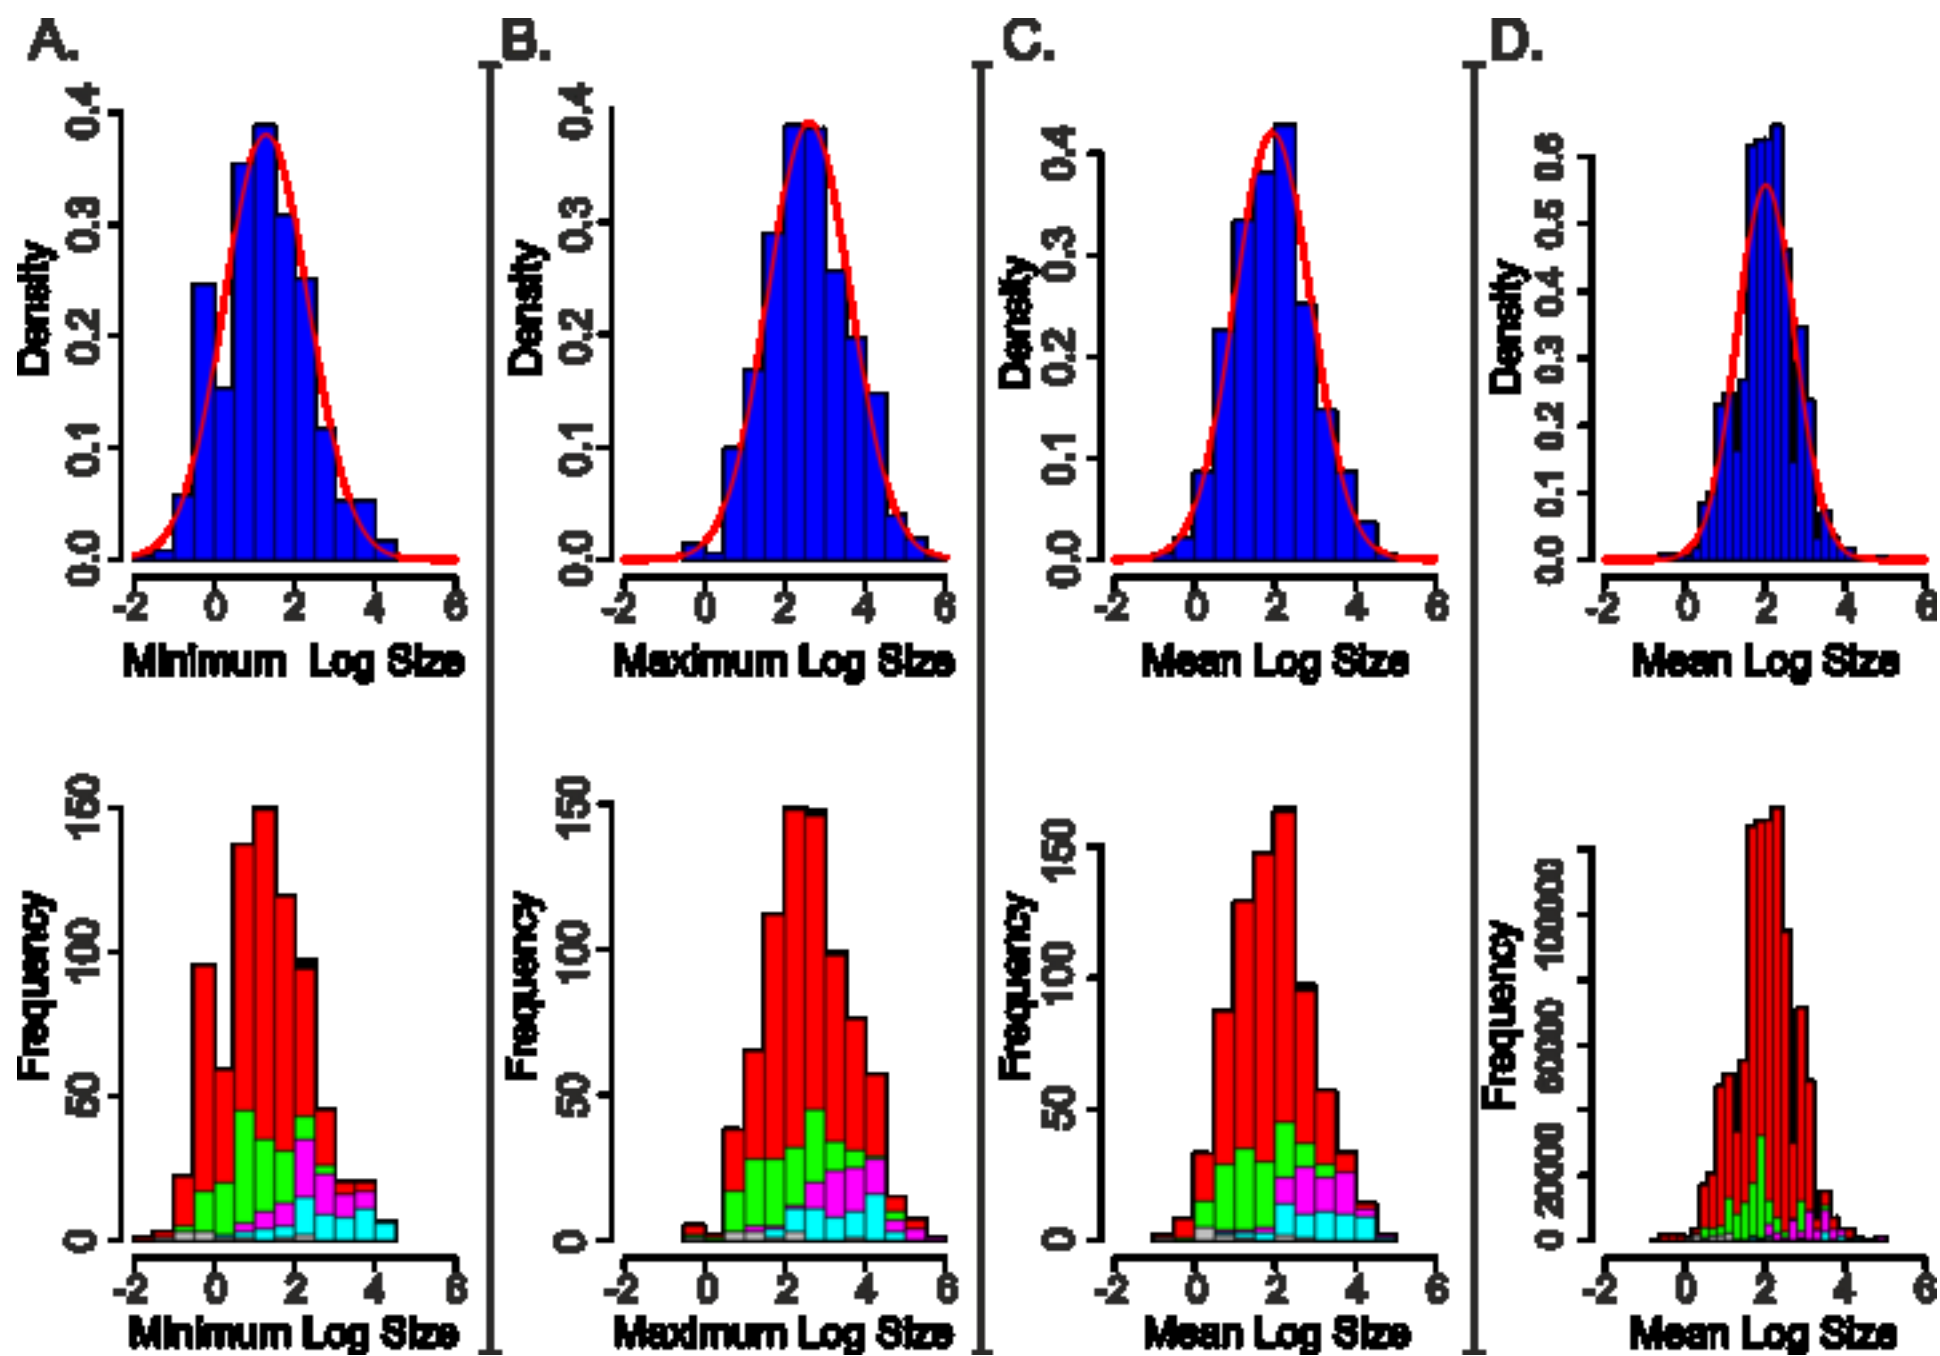 A.
B.
C.
D.
Density
0.0 0.1 0.2 0.3 0.4
-2 0 2 4 6
Minimum Log Size
Density
0.0 0.1 0.2 0.3 0.4
-2 0 2 4 6
Maximum Log Size
Density
0.0 0.1 0.2 0.3 0.4
-2 0 2 4 6
Mean Log Size
Density
0.0 0.1 0.2 0.3 0.4 0.5 0.6
-2 0 2 4 6
Mean Log Size
Frequency
0 50 100 150
-2 0 2 4 6
Minimum Log Size
Frequency
0 50 100 150
-2 0 2 4 6
Maximum Log Size
Frequency
0 50 100 150
-2 0 2 4 6
Mean Log Size
Frequency
0 20000 60000 100000
-2 0 2 4 6
Mean Log Size